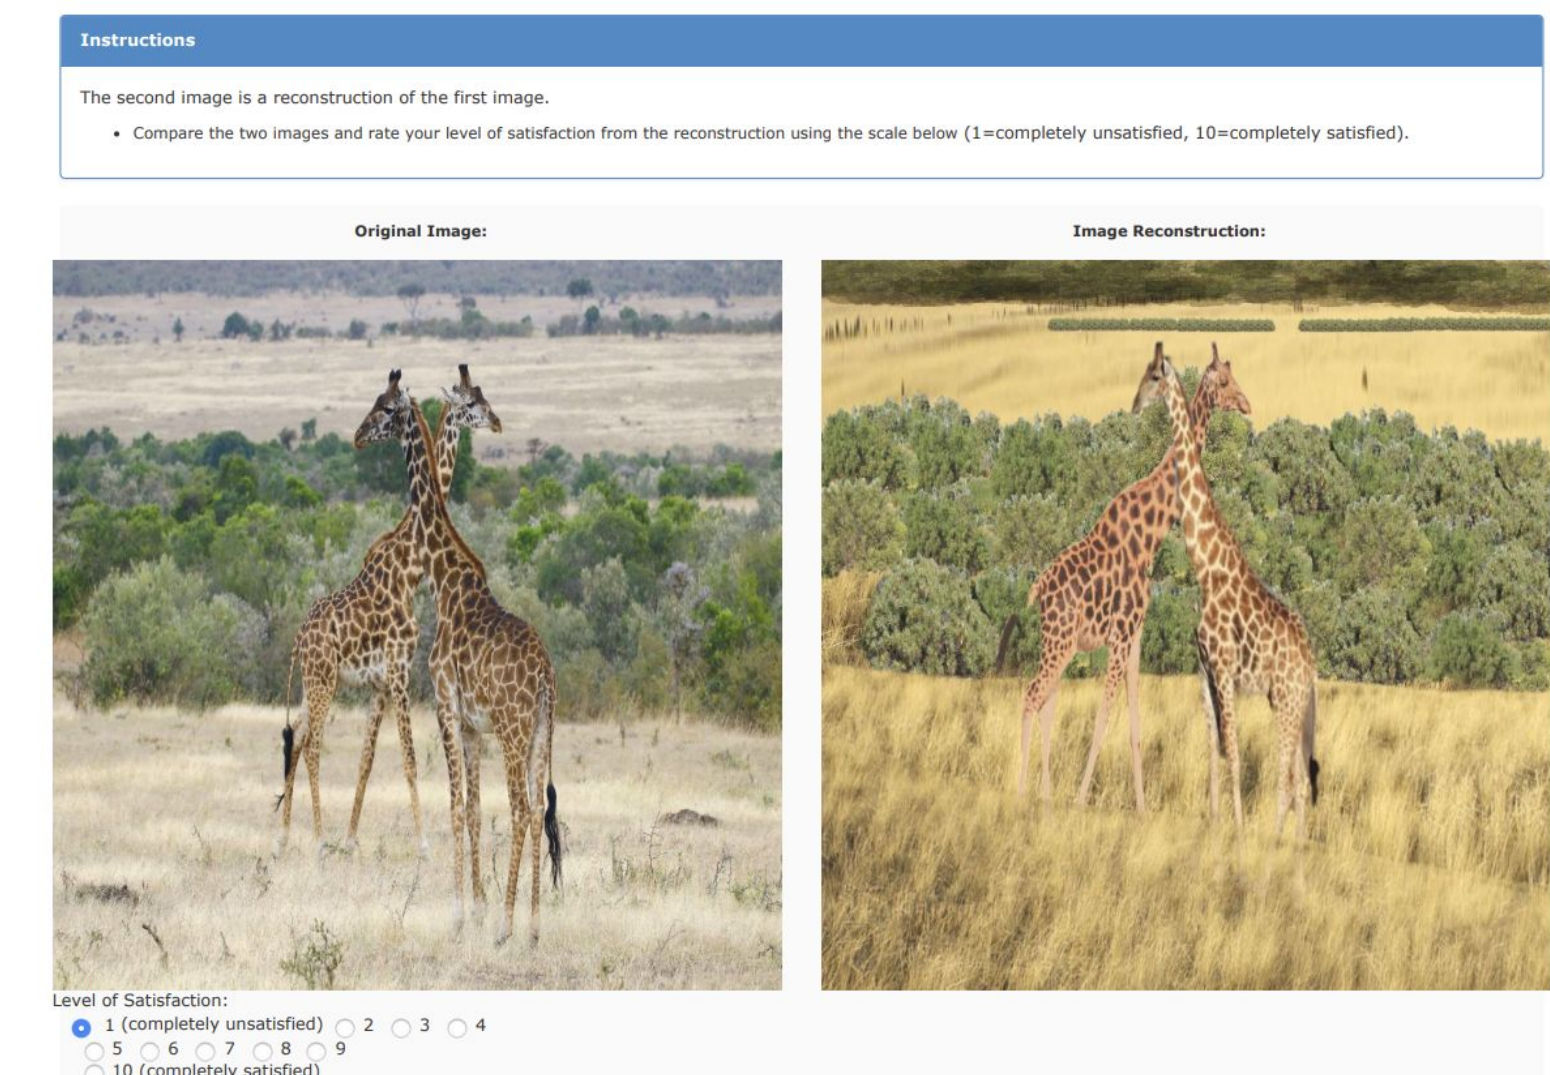 Instructions
The second image is a reconstruction of the first image.
• Compare the two images and rate your level of satisfaction from the reconstruction using the scale below (1=completely unsatisfied, 10=completely satisfied).
Original Image:
Image Reconstruction:
Level of Satisfaction:
1 (completely unsatisfied) 2 3 4
5 6 7 8 9
10 (completely satisfied)